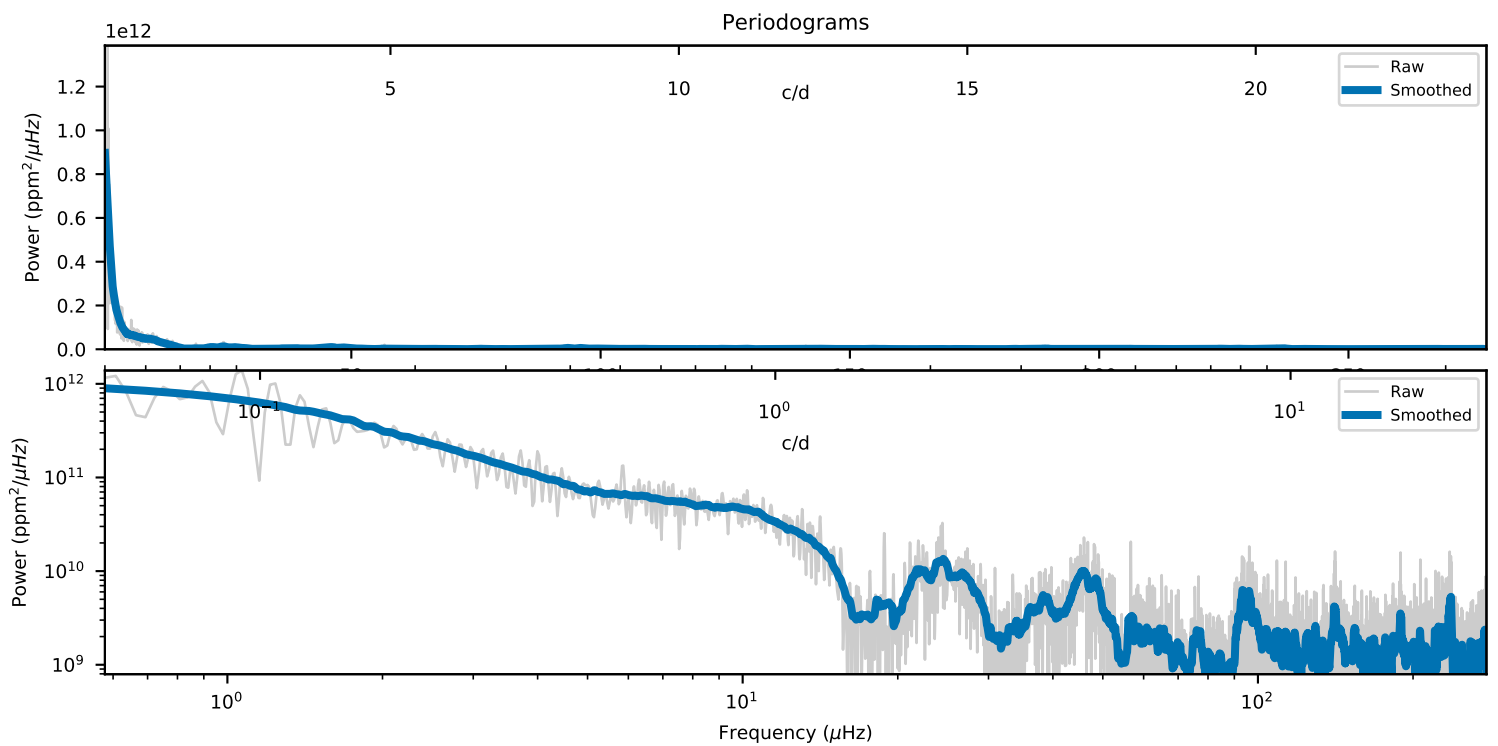 Periodograms
1e12
5 10 15 20
c/d
Raw
Smoothed
1.2
1.0
0.8
0.6
0.4
0.2
0.0
Power (ppm²/μHz)
10⁻¹ 10⁰ 10¹
c/d
Raw
Smoothed
10¹²
10¹¹
10¹⁰
10⁹
Power (ppm²/μHz)
10⁰ 10¹ 10²
Frequency (μHz)